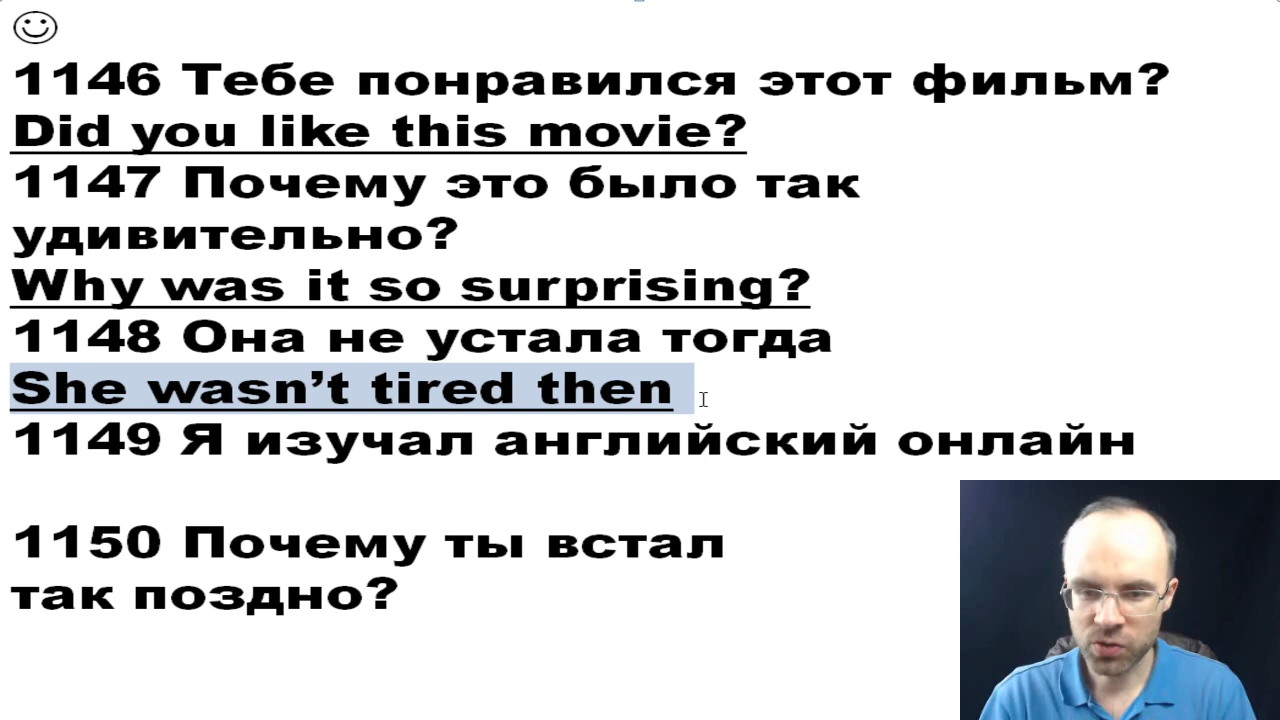 1146 Тебе понравился этот фильм?
Did you like this movie?
1147 Почему это было так
удивительно?
Why was it so surprising?
1148 Она не устала тогда
She wasn’t tired then
1149 Я изучал английский онлайн
1150 Почему ты встал
так поздно?